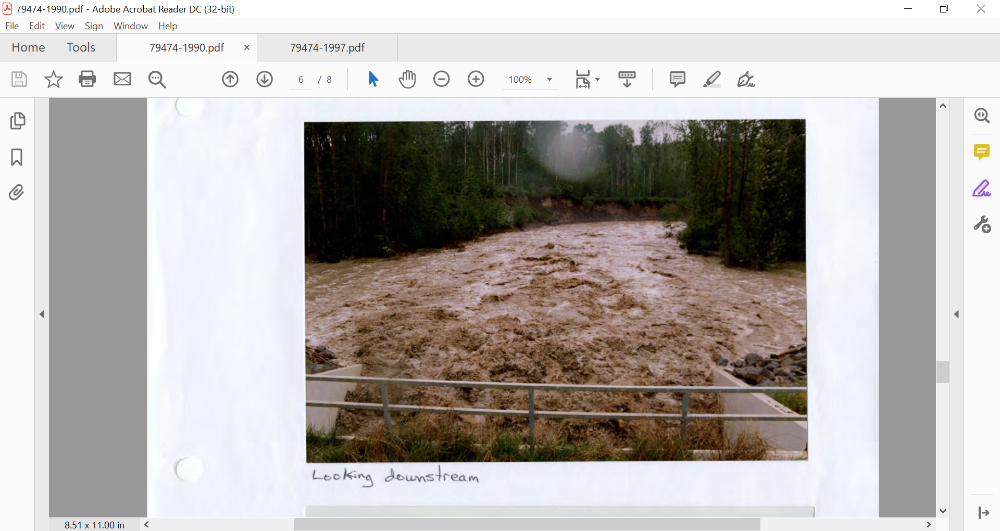 79474-1990.pdf - Adobe Acrobat Reader DC (32-bit)
File Edit View Sign Window Help
Home Tools 79474-1990.pdf × 79474-1997.pdf
6 / 8 100%
Looking downstream
8.51 x 11.00 in